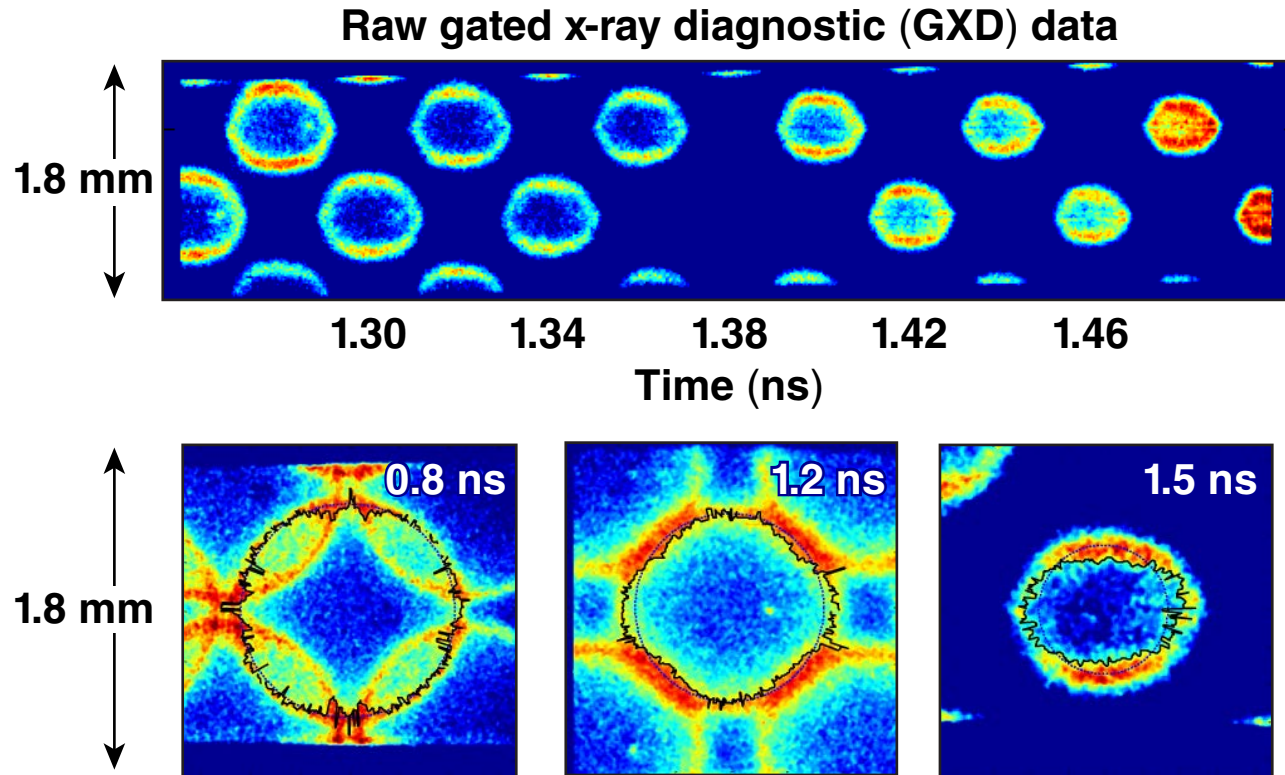 Raw gated x-ray diagnostic (GXD) data
1.8 mm
1.30 1.34 1.38 1.42 1.46
Time (ns)
1.8 mm
0.8 ns 1.2 ns 1.5 ns